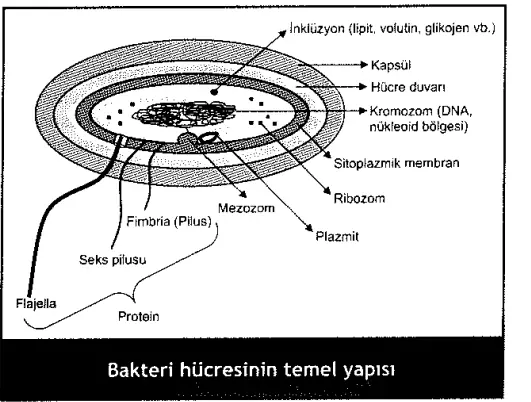 İnklüzyon (lipit, volutin, glikojen vb.)
Kapsül
Hücre duvarı
Kromozom (DNA,
nükleoid bölgesi)
Sitoplazmik membran
Ribozom
Mezozom
Fimbria (Pilus)
Plazmit
Seks pilusu
Flajella
Protein
Bakteri hücresinin temel yapısı